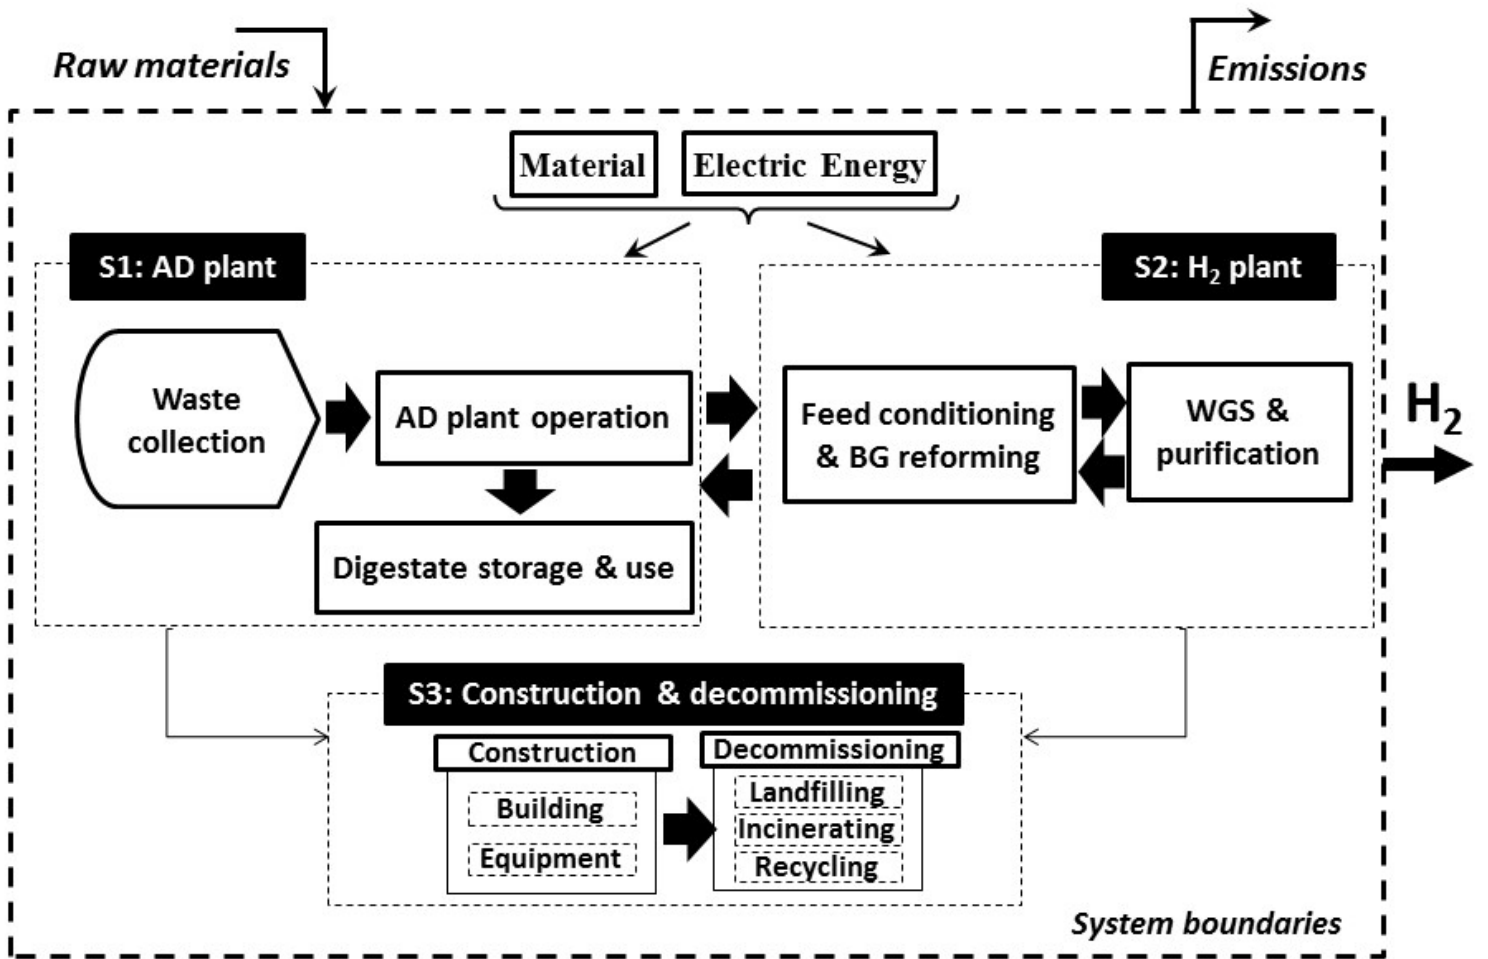 Raw materials
Emissions
Material
Electric Energy
S1: AD plant
S2: H₂ plant
Waste
collection
AD plant operation
Digestate storage & use
Feed conditioning
& BG reforming
WGS &
purification
H₂
S3: Construction & decommissioning
Construction
Building
Equipment
Decommissioning
Landfilling
Incinerating
Recycling
System boundaries